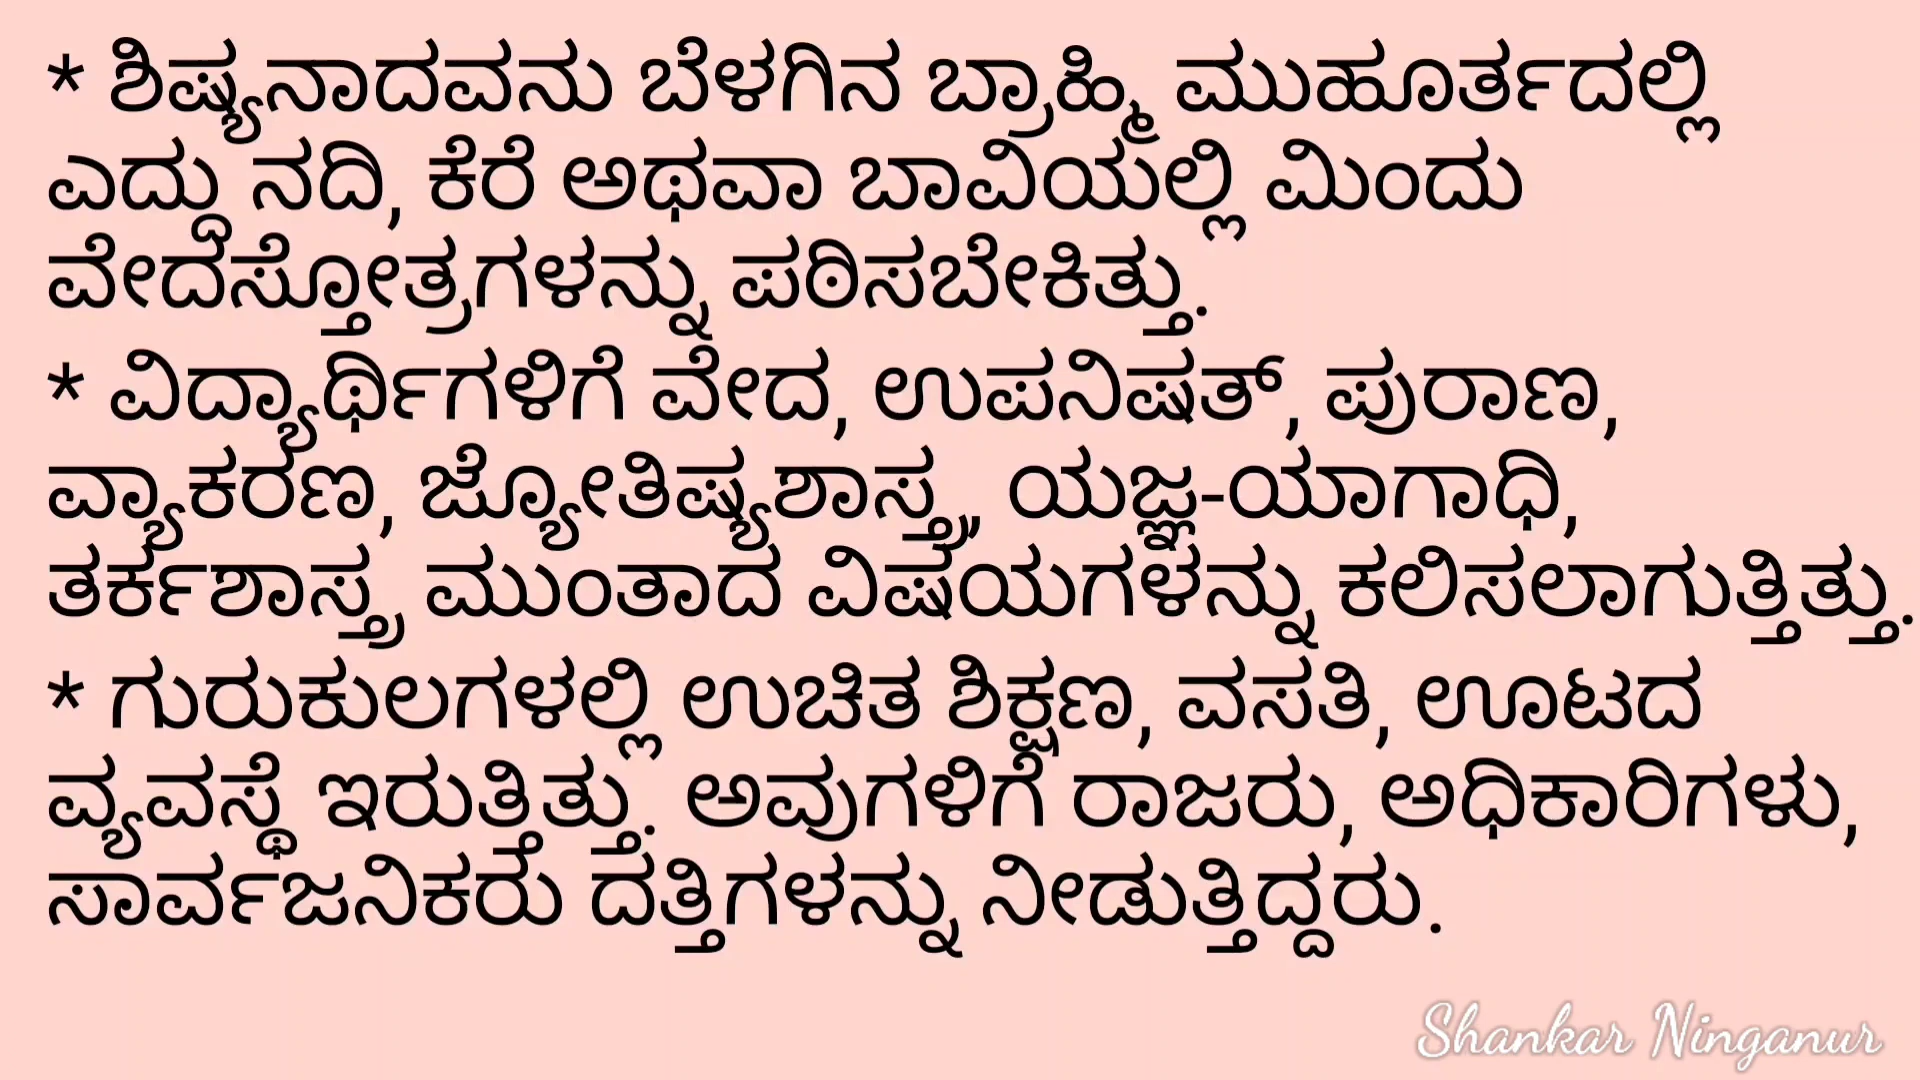 * ಶಿಷ್ಯನಾದವನು ಬೆಳಗಿನ ಬ್ರಾಹ್ಮಿ ಮುಹೂರ್ತದಲ್ಲಿ
ಎದ್ದು ನದಿ, ಕೆರೆ ಅಥವಾ ಬಾವಿಯಲ್ಲಿ ಮಿಂದು
ವೇದಸ್ತೋತ್ರಗಳನ್ನು ಪಠಿಸಬೇಕಿತ್ತು.
* ವಿದ್ಯಾರ್ಥಿಗಳಿಗೆ ವೇದ, ಉಪನಿಷತ್, ಪುರಾಣ,
ವ್ಯಾಕರಣ, ಜ್ಯೋತಿಷ್ಯಶಾಸ್ತ್ರ, ಯಜ್ಞ-ಯಾಗಾಧಿ,
ತರ್ಕಶಾಸ್ತ್ರ ಮುಂತಾದ ವಿಷಯಗಳನ್ನು ಕಲಿಸಲಾಗುತ್ತಿತ್ತು.
* ಗುರುಕುಲಗಳಲ್ಲಿ ಉಚಿತ ಶಿಕ್ಷಣ, ವಸತಿ, ಊಟದ
ವ್ಯವಸ್ಥೆ ಇರುತ್ತಿತ್ತು. ಅವುಗಳಿಗೆ ರಾಜರು, ಅಧಿಕಾರಿಗಳು,
ಸಾರ್ವಜನಿಕರು ದತ್ತಿಗಳನ್ನು ನೀಡುತ್ತಿದ್ದರು.
Shankar Ninganur